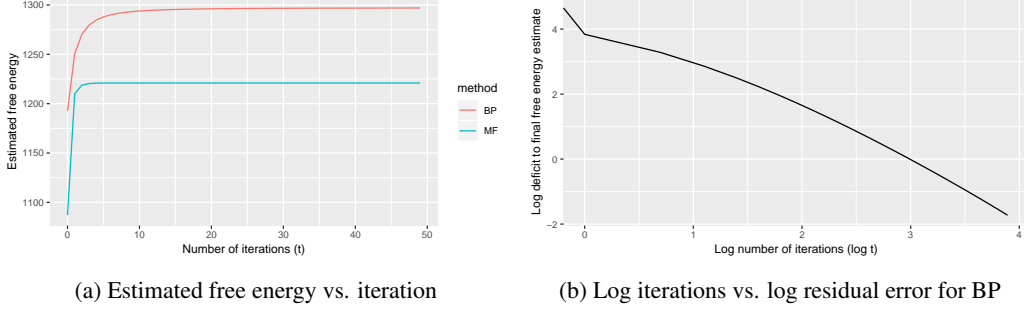 1300
1250
1200
1150
1100
0
10
20
30
40
50
Estimated free energy
Number of iterations (t)
method
BP
MF
4
2
0
−2
0
1
2
3
4
Log deficit to final free energy estimate
Log number of iterations (log t)
(a) Estimated free energy vs. iteration
(b) Log iterations vs. log residual error for BP